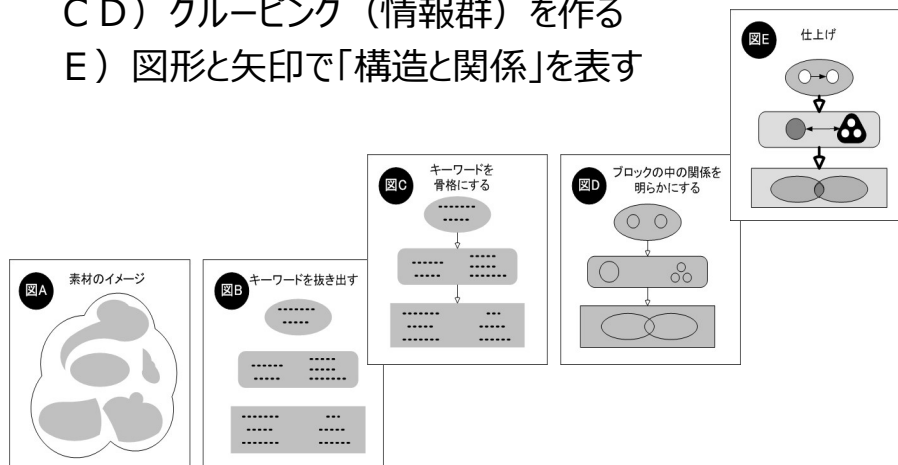 ＣＤ）グルーピング（情報群）を作る
Ｅ）図形と矢印で「構造と関係」を表す
図E
仕上げ
図C
キーワードを
骨格にする
図D
ブロックの中の関係を
明らかにする
図A
素材のイメージ
図B
キーワードを抜き出す